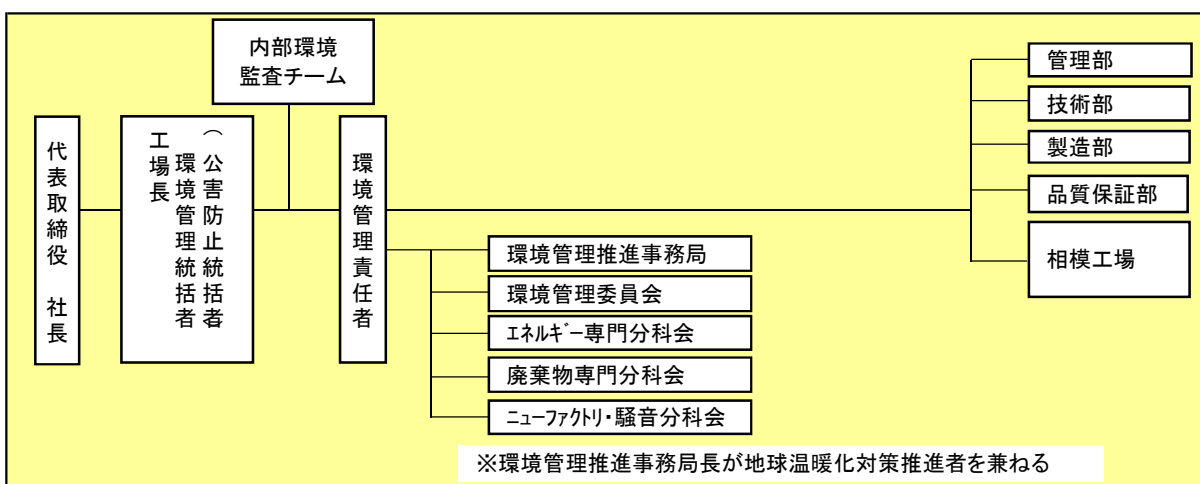 内部環境
監査チーム
代表取締役 社長
工場長
環境管理統括者
（公害防止統括者）
環境管理責任者
管理部
技術部
製造部
品質保証部
相模工場
環境管理推進事務局
環境管理委員会
エネルギー専門分科会
廃棄物専門分科会
ニューファクトリ・騒音分科会
※環境管理推進事務局長が地球温暖化対策推進者を兼ねる